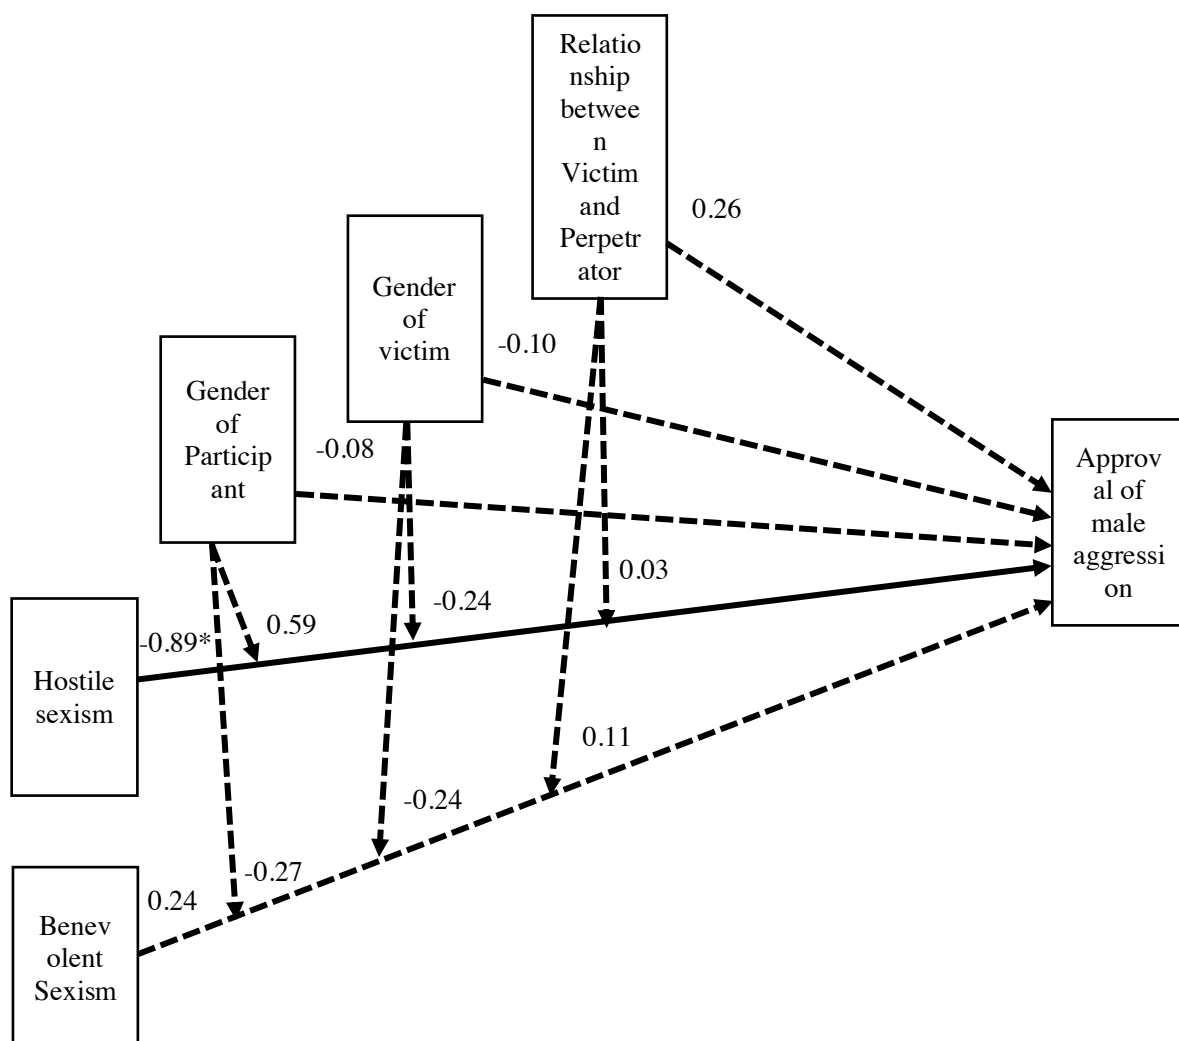 Relatio
nship
betwee
n
Victim
and
Perpetr
ator
0.26
Gender
of
victim
-0.10
Gender
of
Particip
ant
-0.08
Approv
al of
male
aggressi
on
0.03
-0.24
0.59
-0.89*
Hostile
sexism
0.11
-0.24
-0.27
0.24
Benev
olent
Sexism